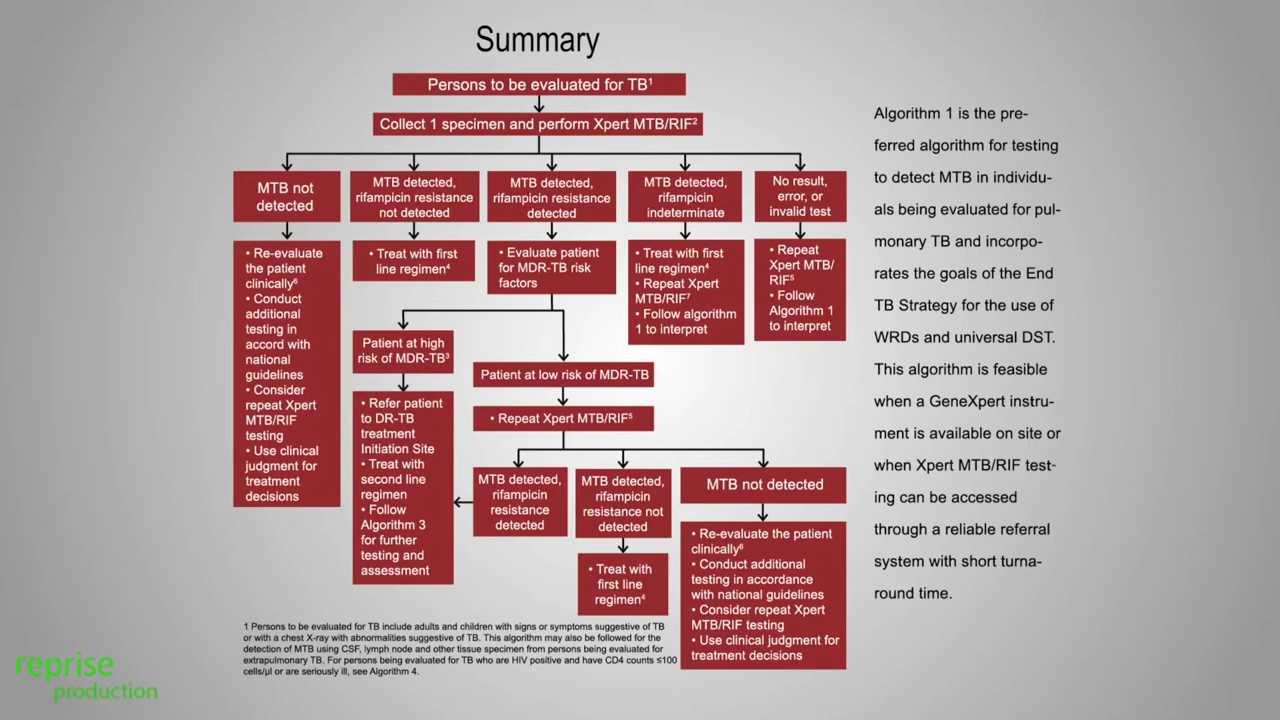 Summary
Persons to be evaluated for TB¹
Collect 1 specimen and perform Xpert MTB/RIF²
MTB not
detected
MTB detected,
rifampicin resistance
not detected
MTB detected,
rifampicin resistance
detected
MTB detected,
rifampicin
indeterminate
No result,
error, or
invalid test
• Re-evaluate
the patient
clinically⁶
• Conduct
additional
testing in
accord with
national
guidelines
• Consider
repeat Xpert
MTB/RIF
testing
• Use clinical
judgment for
treatment
decisions
• Treat with first
line regimen⁴
• Evaluate patient
for MDR-TB risk
factors
• Treat with first
line regimen⁴
• Repeat Xpert
MTB/RIF⁷
• Follow algorithm
1 to interpret
• Repeat
Xpert MTB/
RIF⁵
• Follow
Algorithm 1
to interpret
Patient at high
risk of MDR-TB³
Patient at low risk of MDR-TB
• Refer patient
to DR-TB
treatment
Initiation Site
• Treat with
second line
regimen
• Follow
Algorithm 3
for further
testing and
assessment
• Repeat Xpert MTB/RIF⁵
MTB detected,
rifampicin
resistance
detected
MTB detected,
rifampicin
resistance not
detected
MTB not detected
• Treat with
first line
regimen⁴
• Re-evaluate the patient
clinically⁶
• Conduct additional
testing in accordance
with national guidelines
• Consider repeat Xpert
MTB/RIF testing
• Use clinical judgment for
treatment decisions
1 Persons to be evaluated for TB include adults and children with signs or symptoms suggestive of TB
or with a chest X-ray with abnormalities suggestive of TB. This algorithm may also be followed for the
detection of MTB using CSF, lymph node and other tissue specimen from persons being evaluated for
extrapulmonary TB. For persons being evaluated for TB who are HIV positive and have CD4 counts ≤100
cells/µl or are seriously ill, see Algorithm 4.
Algorithm 1 is the pre-
ferred algorithm for testing
to detect MTB in individu-
als being evaluated for pul-
monary TB and incorpo-
rates the goals of the End
TB Strategy for the use of
WRDs and universal DST.
This algorithm is feasible
when a GeneXpert instru-
ment is available on site or
when Xpert MTB/RIF test-
ing can be accessed
through a reliable referral
system with short turna-
round time.
reprise
production